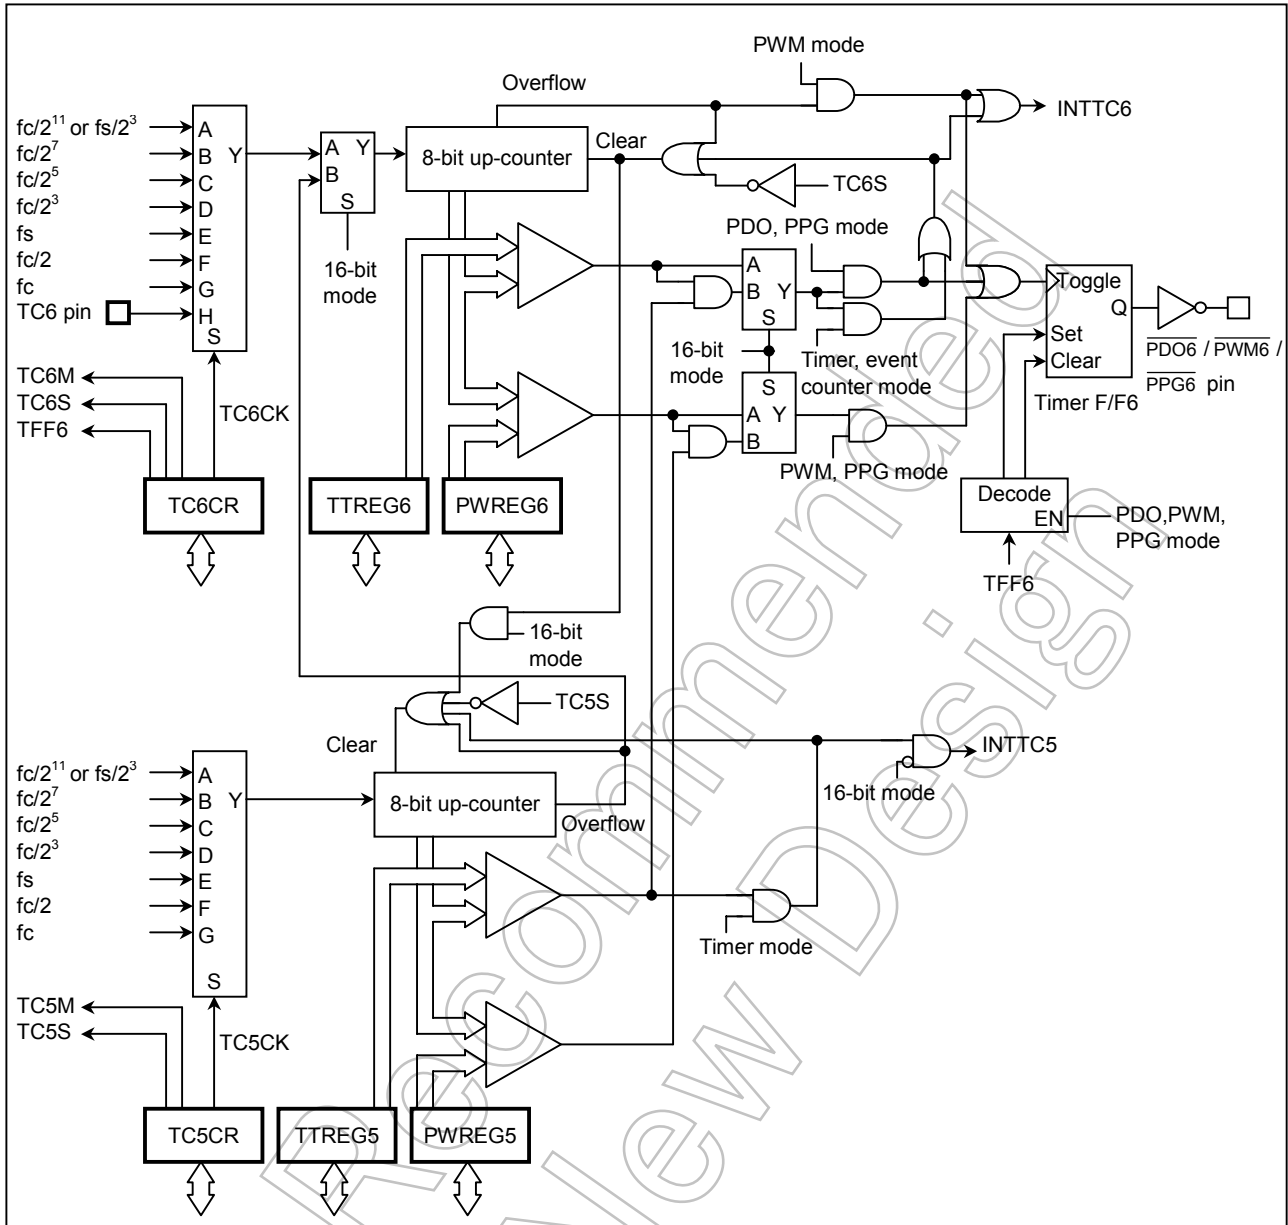 PWM mode
Overflow
INTTC6
fc/2¹¹ or fs/2³
fc/2⁷
fc/2⁵
fc/2³
fs
fc/2
fc
TC6 pin
A
B
C
D
E
F
G
H
S
Y
A
B
Y
S
16-bit
mode
8-bit up-counter
Clear
TC6S
PDO, PPG mode
A
B
Y
S
16-bit
mode
Timer, event
counter mode
S
A
B
Y
PWM, PPG mode
Toggle
Q
Set
Clear
Timer F/F6
PDO6 / PWM6 /
PPG6 pin
Decode
EN
PDO,PWM,
PPG mode
TFF6
TC6M
TC6S
TFF6
TC6CK
TC6CR
TTREG6
PWREG6
16-bit
mode
TC5S
Clear
INTTC5
16-bit mode
fc/2¹¹ or fs/2³
fc/2⁷
fc/2⁵
fc/2³
fs
fc/2
fc
A
B
C
D
E
F
G
S
Y
8-bit up-counter
Overflow
Timer mode
TC5M
TC5S
TC5CK
TC5CR
TTREG5
PWREG5
Recommended
New Design